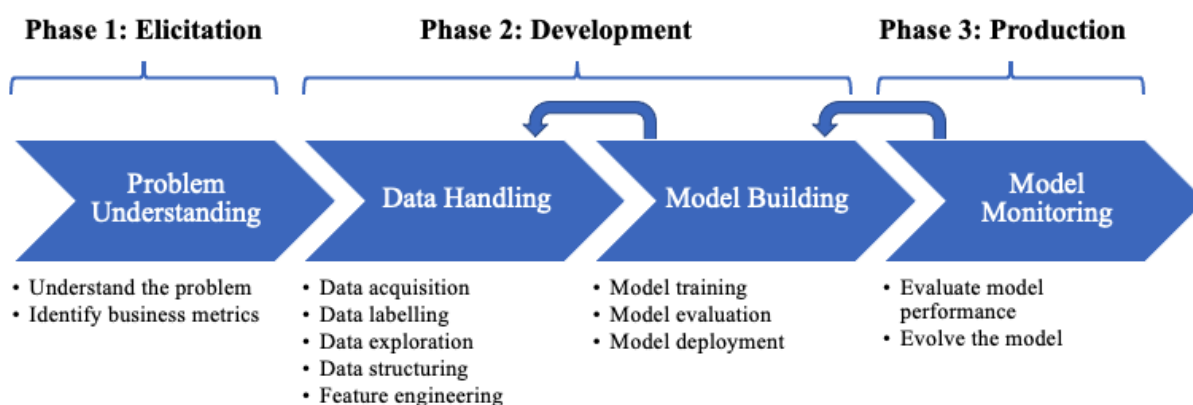 Phase 1: Elicitation
Phase 2: Development
Phase 3: Production
Problem
Understanding
Data Handling
Model Building
Model
Monitoring
• Understand the problem
• Identify business metrics
• Data acquisition
• Data labelling
• Data exploration
• Data structuring
• Feature engineering
• Model training
• Model evaluation
• Model deployment
• Evaluate model
performance
• Evolve the model